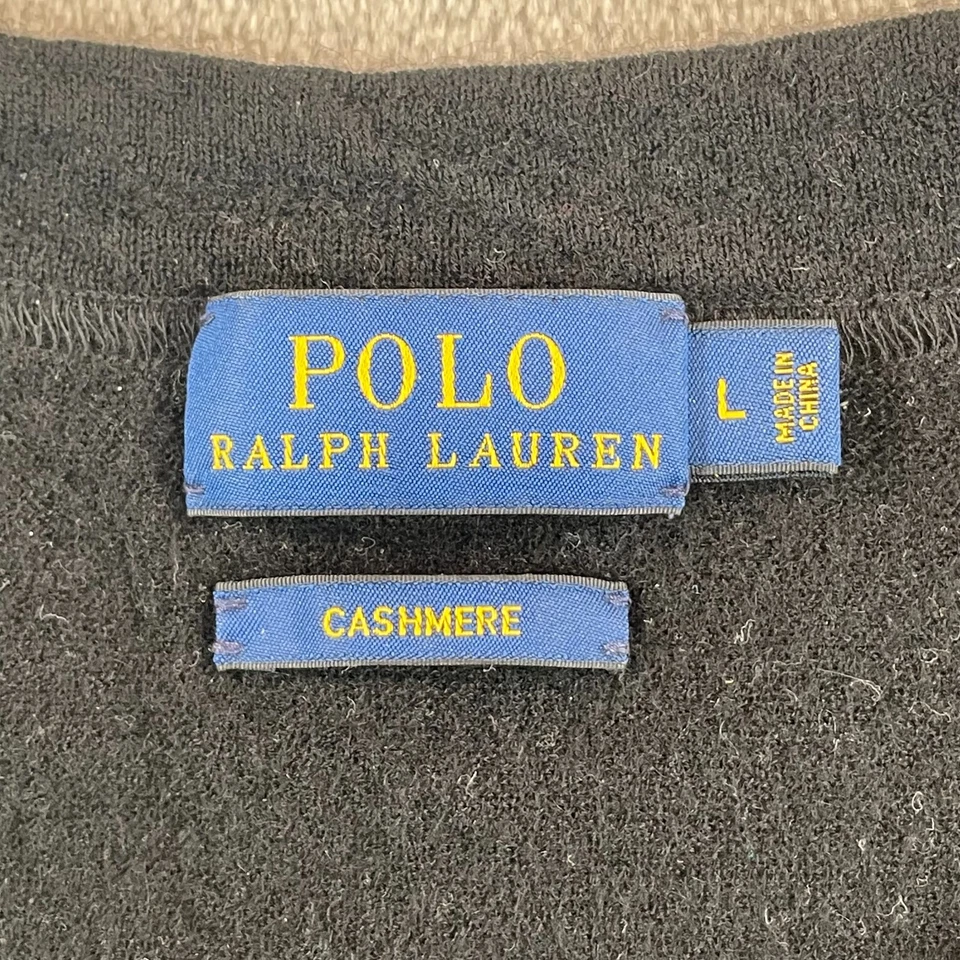 POLO
RALPH LAUREN
L
MADE IN
CHINA
CASHMERE